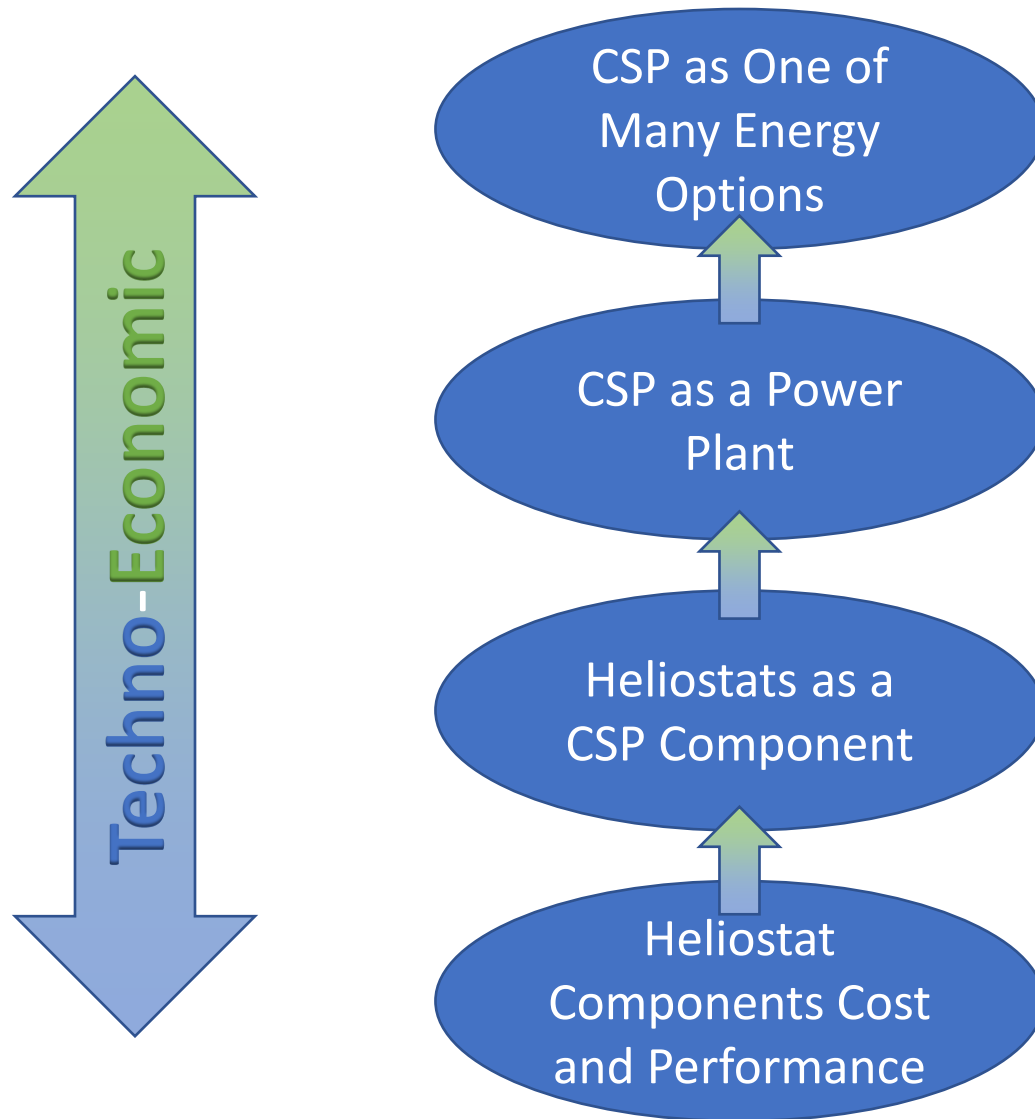 Techno-Economic
CSP as One of
Many Energy
Options
CSP as a Power
Plant
Heliostats as a
CSP Component
Heliostat
Components Cost
and Performance